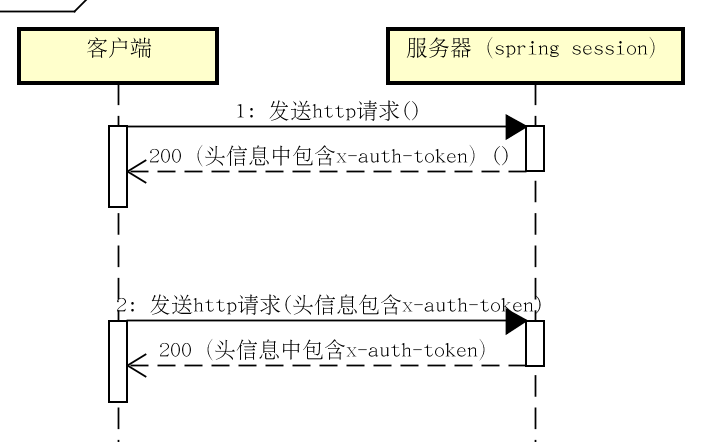 客户端
服务器（spring session）
1: 发送http请求()
200（头信息中包含x-auth-token）()
2: 发送http请求(头信息包含x-auth-token)
200（头信息中包含x-auth-token）